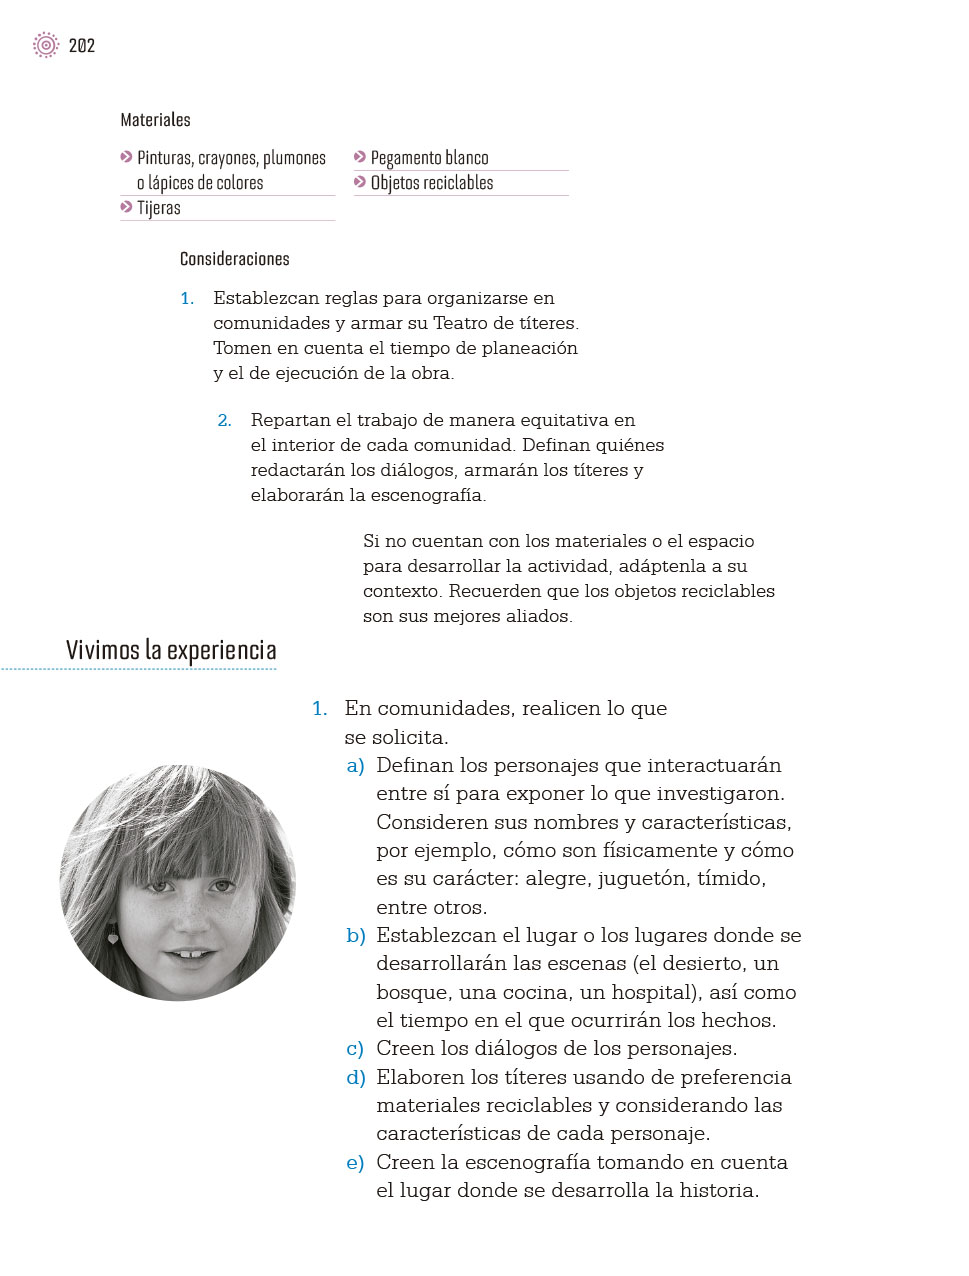 202
Materiales
Pinturas, crayones, plumones
o lápices de colores
Tijeras
Pegamento blanco
Objetos reciclables
Consideraciones
1. Establezcan reglas para organizarse en
comunidades y armar su Teatro de títeres.
Tomen en cuenta el tiempo de planeación
y el de ejecución de la obra.
2. Repartan el trabajo de manera equitativa en
el interior de cada comunidad. Definan quiénes
redactarán los diálogos, armarán los títeres y
elaborarán la escenografía.
Si no cuentan con los materiales o el espacio
para desarrollar la actividad, adáptenla a su
contexto. Recuerden que los objetos reciclables
son sus mejores aliados.
Vivimos la experiencia
1. En comunidades, realicen lo que
se solicita.
a) Definan los personajes que interactuarán
entre sí para exponer lo que investigaron.
Consideren sus nombres y características,
por ejemplo, cómo son físicamente y cómo
es su carácter: alegre, juguetón, tímido,
entre otros.
b) Establezcan el lugar o los lugares donde se
desarrollarán las escenas (el desierto, un
bosque, una cocina, un hospital), así como
el tiempo en el que ocurrirán los hechos.
c) Creen los diálogos de los personajes.
d) Elaboren los títeres usando de preferencia
materiales reciclables y considerando las
características de cada personaje.
e) Creen la escenografía tomando en cuenta
el lugar donde se desarrolla la historia.